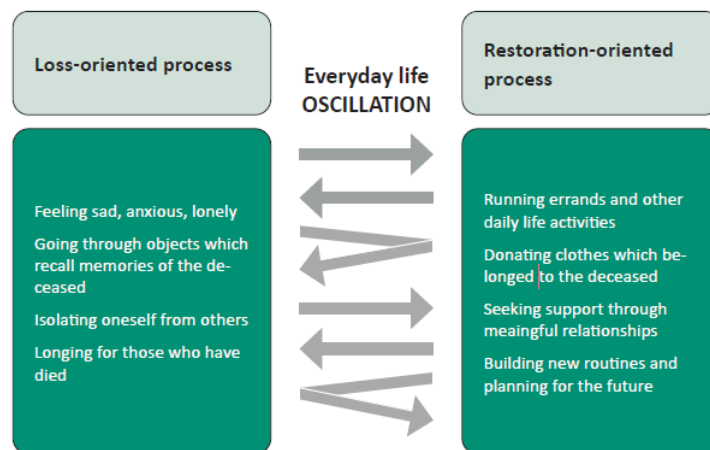 Loss-oriented process
Everyday life
OSCILLATION
Restoration-oriented
process
Feeling sad, anxious, lonely
Going through objects which
recall memories of the de-
ceased
Isolating oneself from others
Longing for those who have
died
Running errands and other
daily life activities
Donating clothes which be-
longed to the deceased
Seeking support through
meaningful relationships
Building new routines and
planning for the future